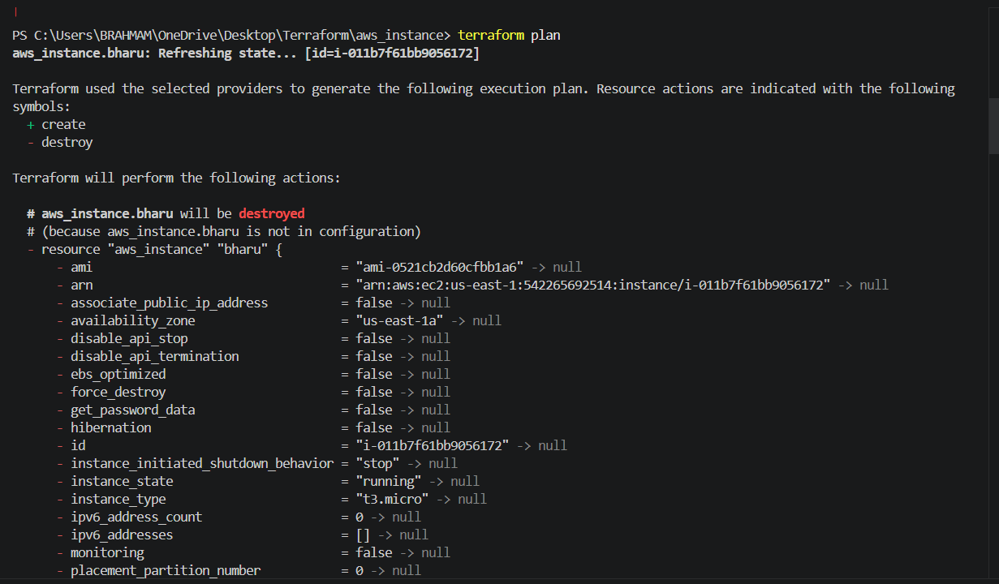 PS C:\Users\BRAHMAM\OneDrive\Desktop\Terraform\aws_instance> terraform plan
aws_instance.bharu: Refreshing state... [id=i-011b7f61bb9056172]
Terraform used the selected providers to generate the following execution plan. Resource actions are indicated with the following
symbols:
+ create
- destroy
Terraform will perform the following actions:
# aws_instance.bharu will be destroyed
# (because aws_instance.bharu is not in configuration)
- resource "aws_instance" "bharu" {
- ami = "ami-0521cb2d60cfbb1a6" -> null
- arn = "arn:aws:ec2:us-east-1:542265692514:instance/i-011b7f61bb9056172" -> null
- associate_public_ip_address = false -> null
- availability_zone = "us-east-1a" -> null
- disable_api_stop = false -> null
- disable_api_termination = false -> null
- ebs_optimized = false -> null
- force_destroy = false -> null
- get_password_data = false -> null
- hibernation = false -> null
- id = "i-011b7f61bb9056172" -> null
- instance_initiated_shutdown_behavior = "stop" -> null
- instance_state = "running" -> null
- instance_type = "t3.micro" -> null
- ipv6_address_count = 0 -> null
- ipv6_addresses = [] -> null
- monitoring = false -> null
- placement_partition_number = 0 -> null